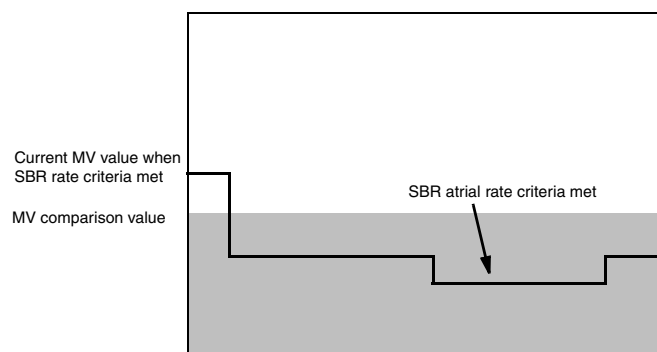 Current MV value when
SBR rate criteria met
SBR atrial rate criteria met
MV comparison value